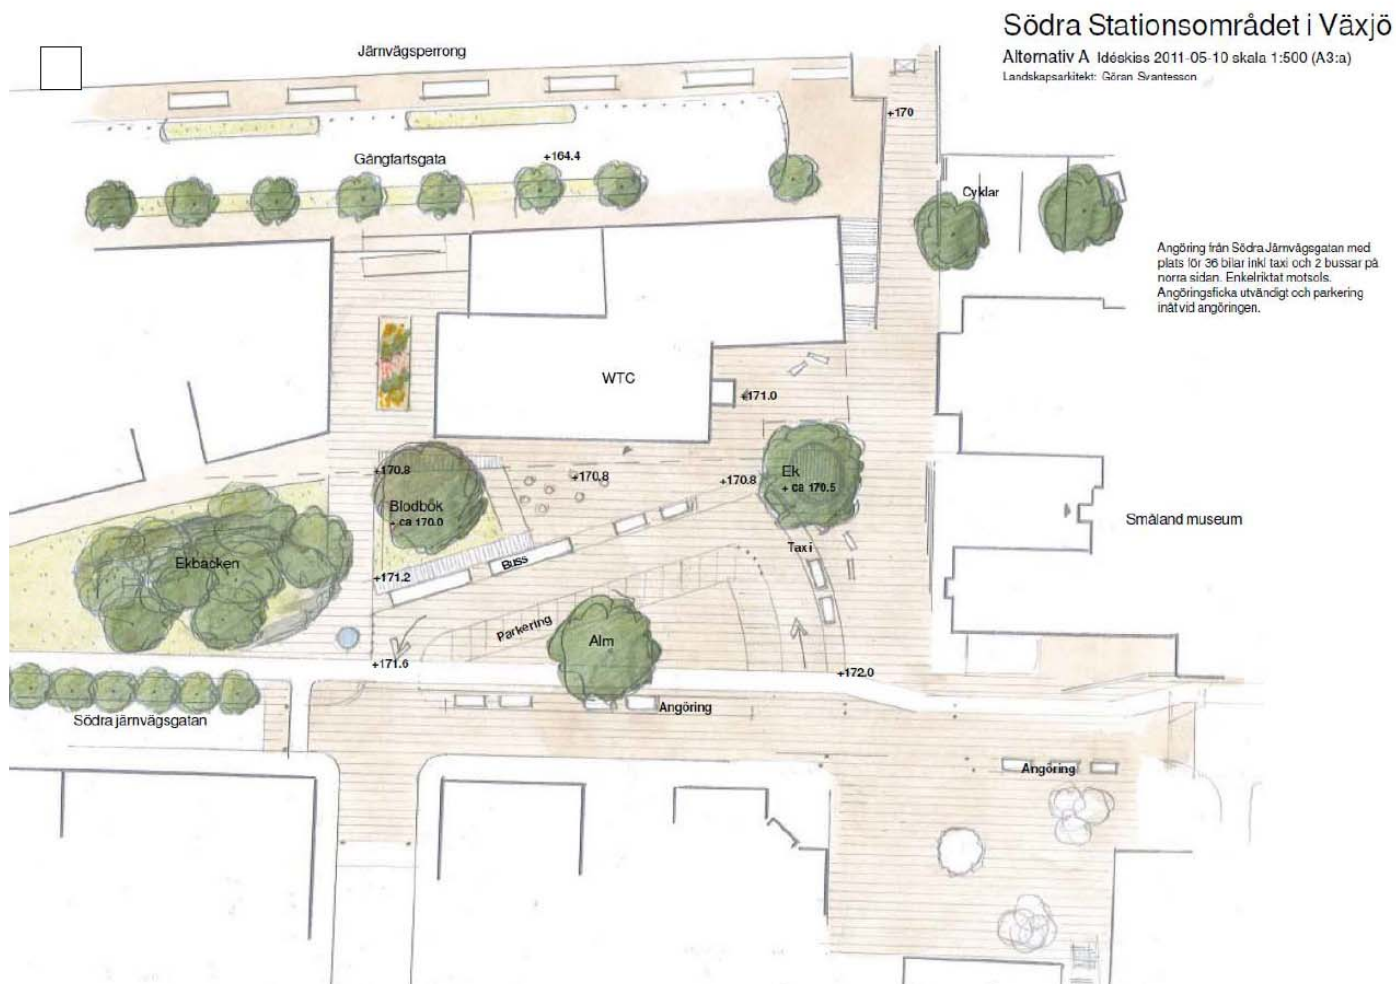 Södra Stationsområdet i Växjö
Alternativ A Idéskiss 2011-05-10 skala 1:500 (A3:a)
Landskapsarkitekt: Göran Svantesson
Järnvägsperrong
+170
Gångfartsgata
+164.4
Cyklar
Angöring från Södra Järnvägsgatan med
plats för 36 bilar inkl taxi och 2 bussar på
norra sidan. Enkelriktat motsols.
Angöringsficka utvändigt och parkering
inåt vid angöringen.
WTC
+171.0
+170.8
+170.8
+170.8
Ek
+ ca 170.5
Blodbök
+ ca 170.0
Småland museum
Taxi
Ekbacken
Buss
+171.2
Parkering
Alm
+171.6
+172.0
Södra järnvägsgatan
Angöring
Angöring